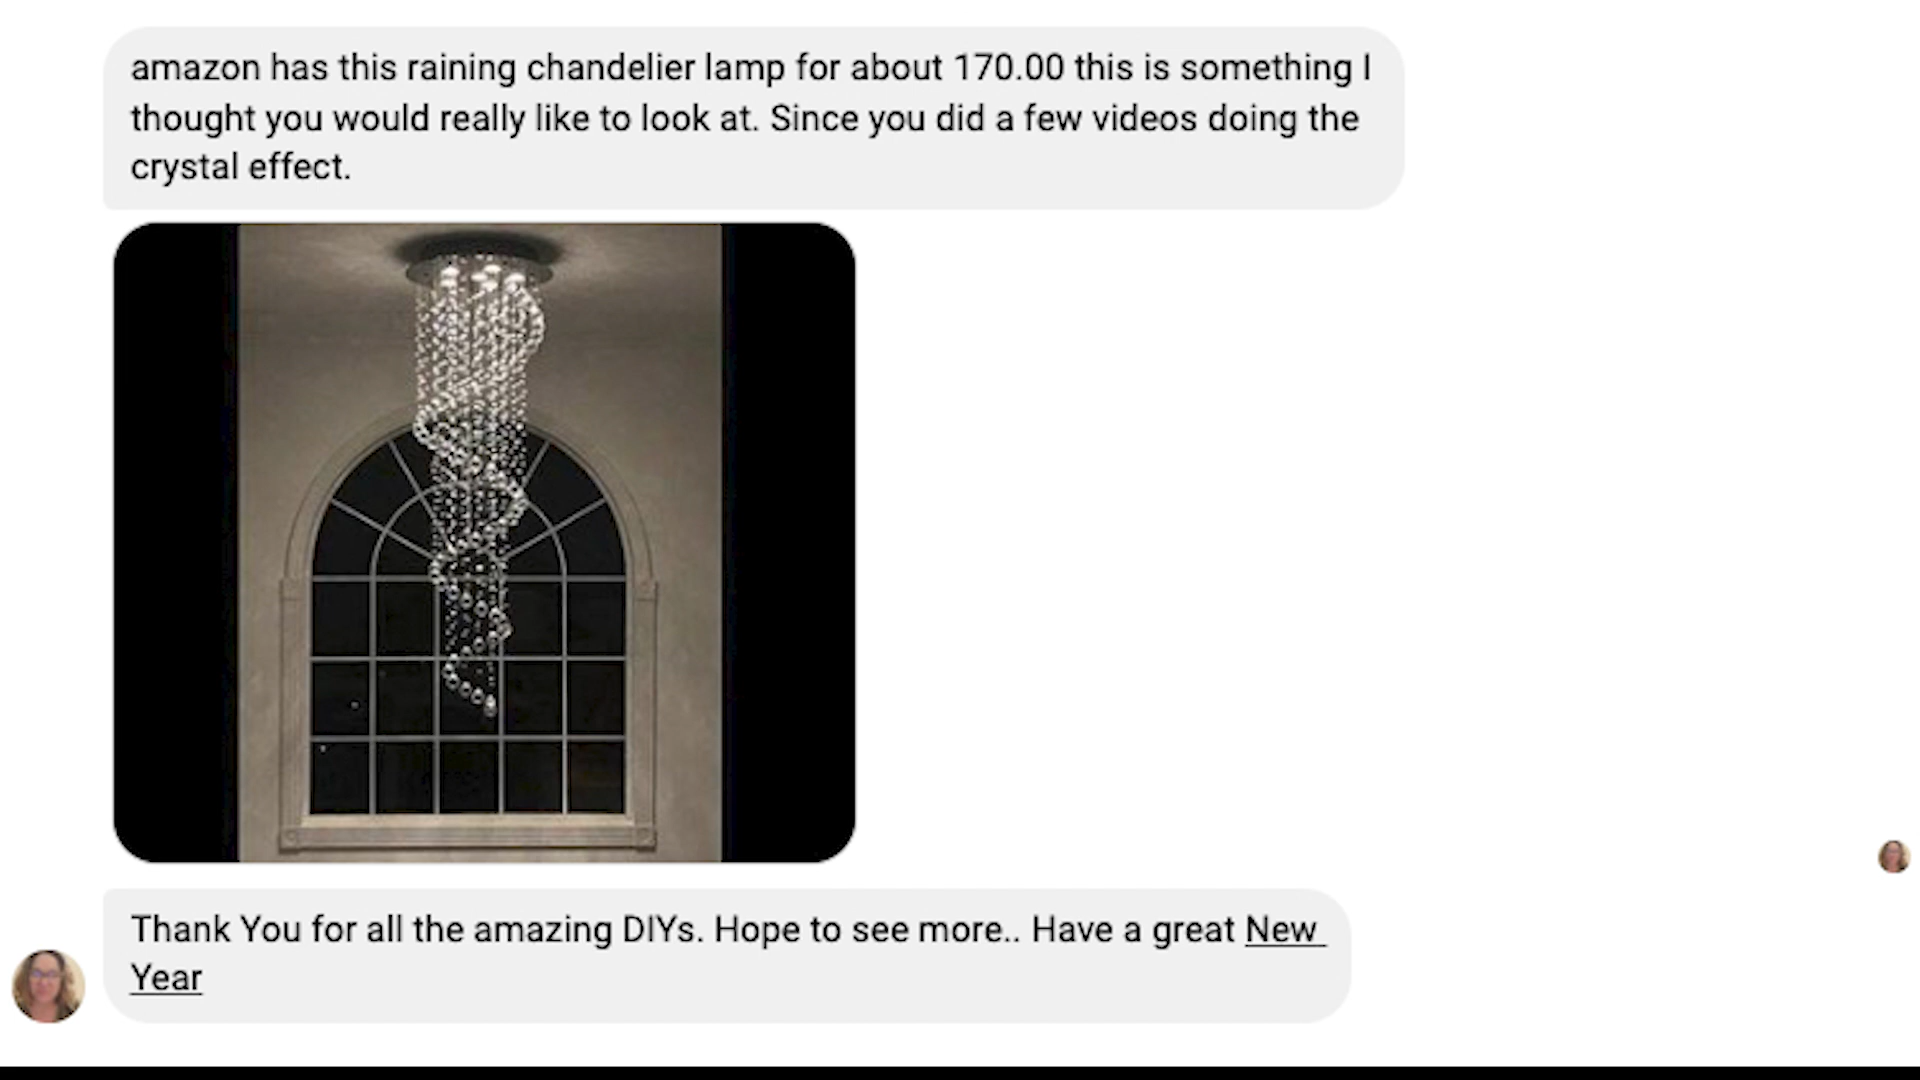 amazon has this raining chandelier lamp for about 170.00 this is something I
thought you would really like to look at. Since you did a few videos doing the
crystal effect.
Thank You for all the amazing DIYs. Hope to see more.. Have a great New
Year